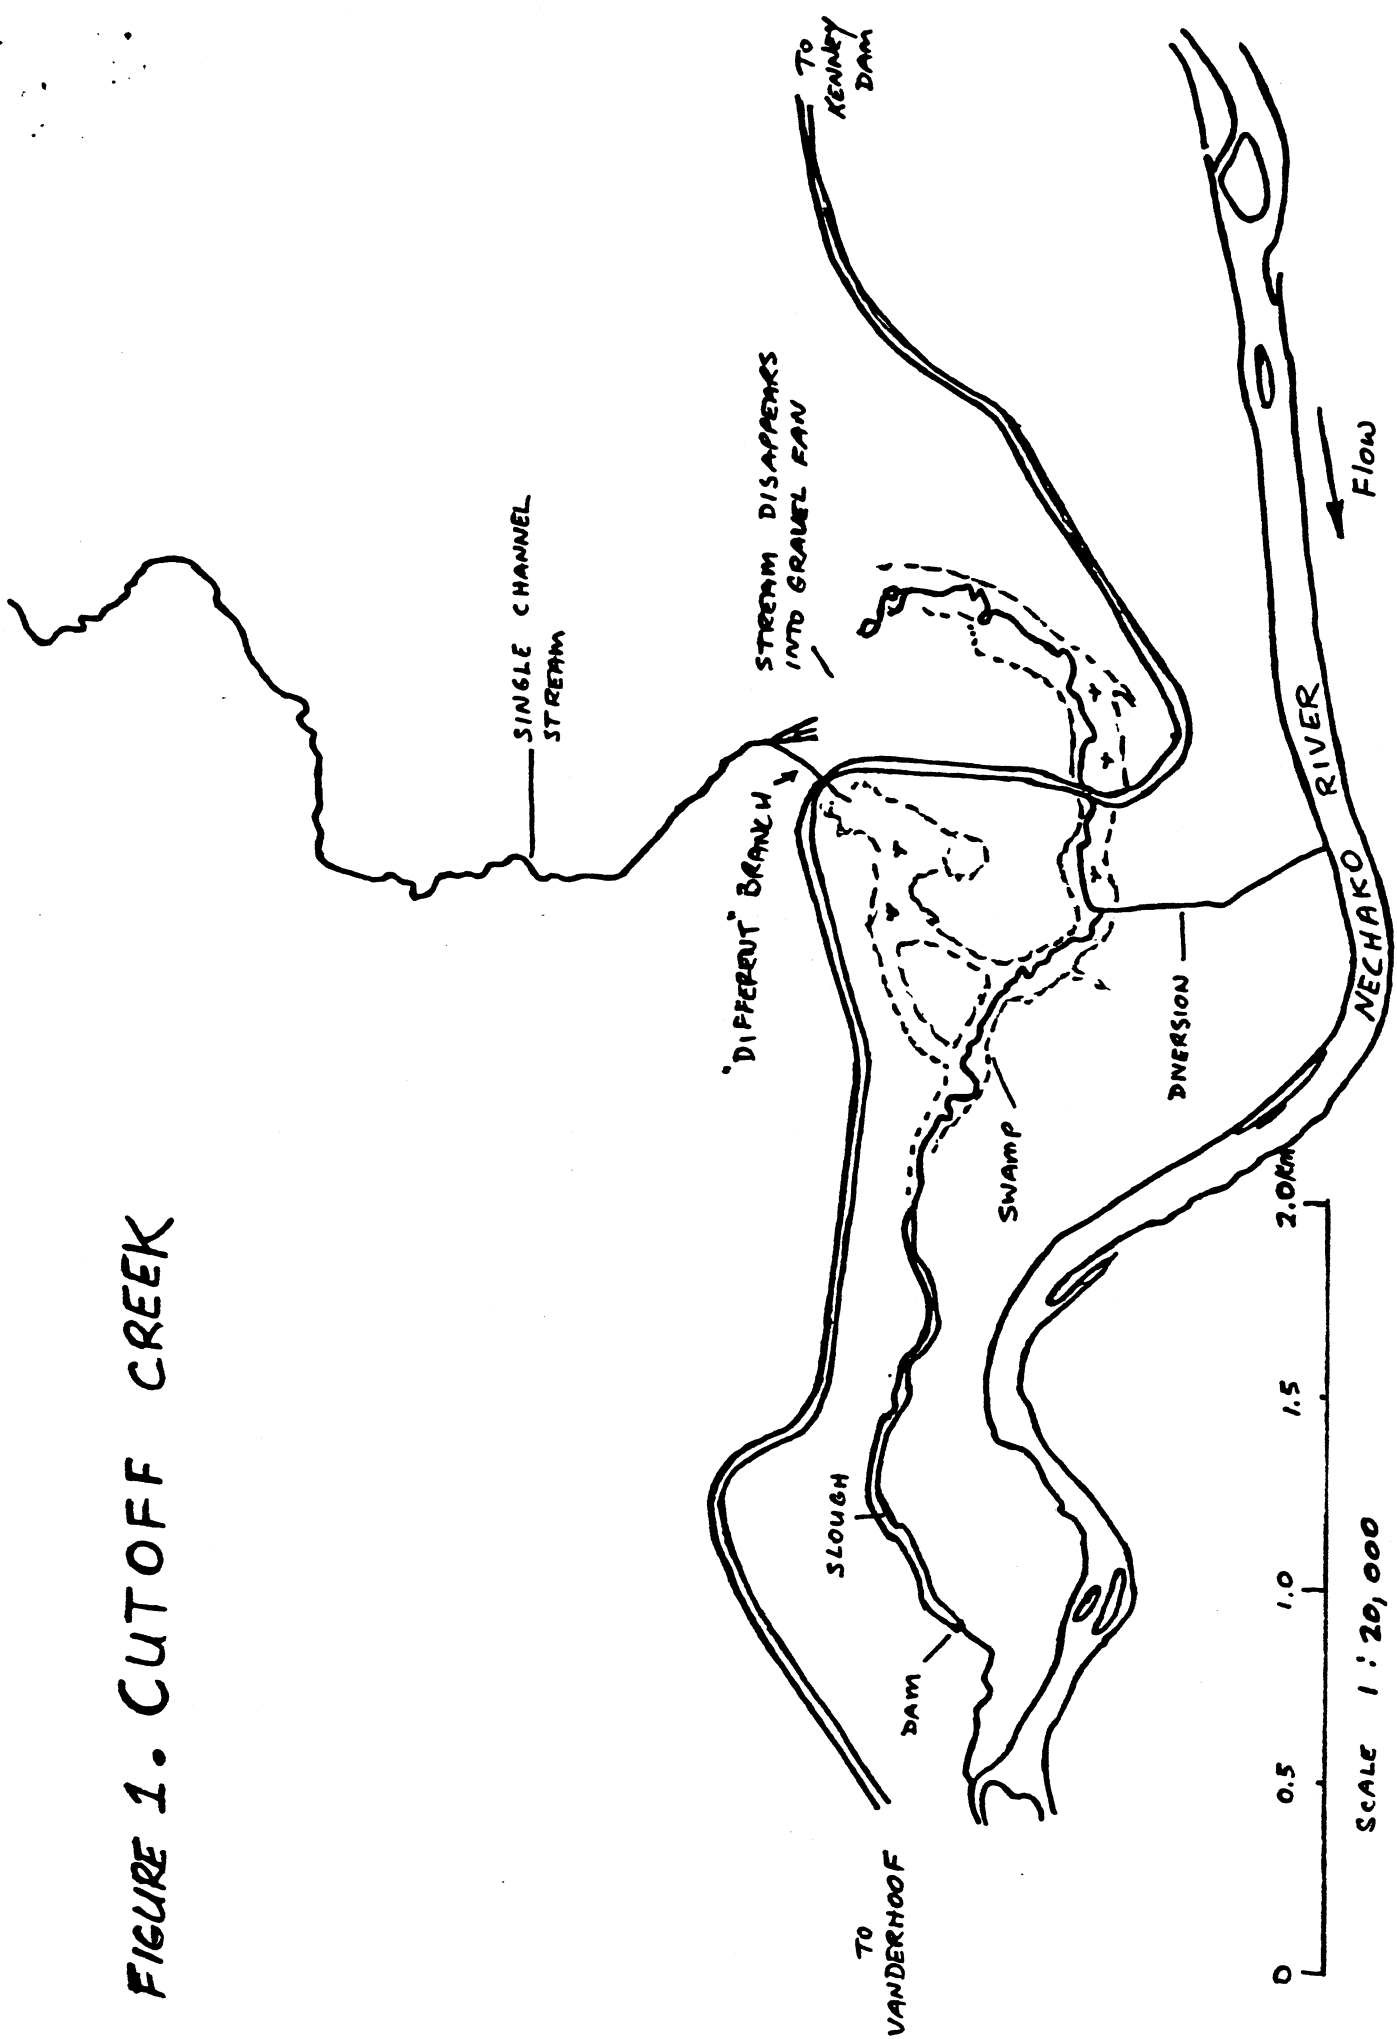 FIGURE 1. CUTOFF CREEK
SINGLE CHANNEL
STREAM
STREAM DISAPPEARS
INTO GRAVEL FAN
TO
KENNEY
DAM
"DIFFERENT" BRANCH
SLOUGH
DAM
SWAMP
DIVERSION
TO
VANDERHOOF
NECHAKO RIVER
Flow
0 0.5 1.0 1.5 2.0KM
SCALE 1:20,000